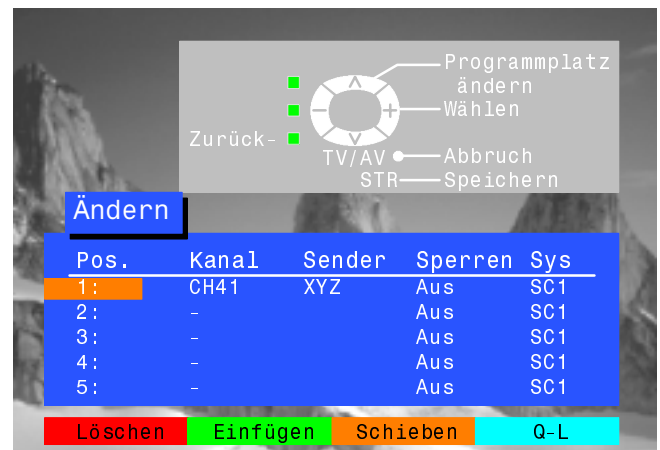 Programmplatz
ändern
Wählen
Zurück-
TV/AV Abbruch
STR Speichern
Ändern
Pos. Kanal Sender Sperren Sys
1: CH41 XYZ Aus SC1
2: - Aus SC1
3: - Aus SC1
4: - Aus SC1
5: - Aus SC1
Löschen Einfügen Schieben Q-L